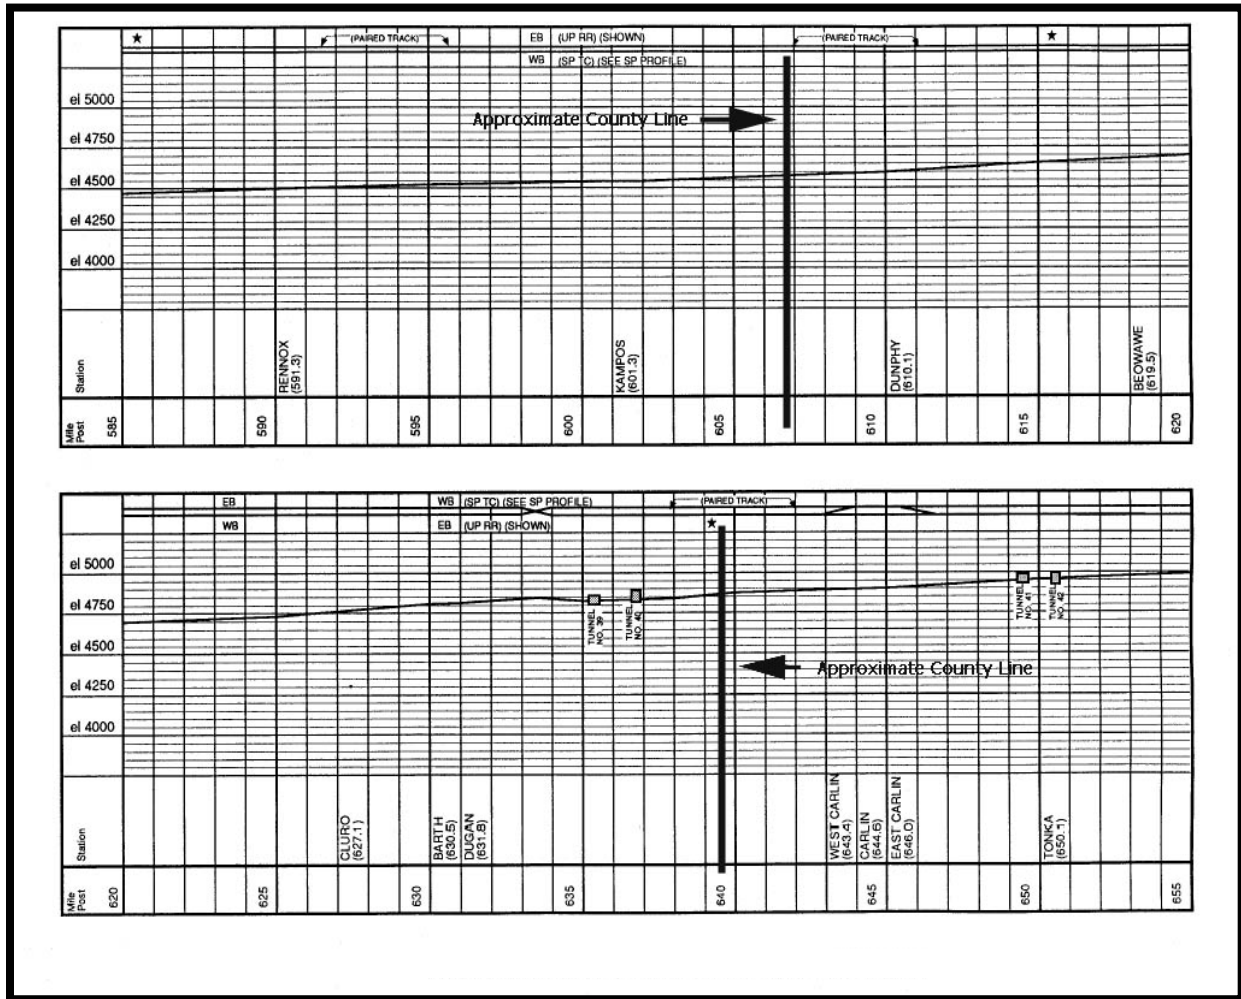 ★ (PAIRED TRACK) EB (UP RR) (SHOWN) (PAIRED TRACK) ★
WB (SP TC) (SEE SP PROFILE)
el 5000
Approximate County Line
el 4750
el 4500
el 4250
el 4000
Station
RENNOX
(591.3)
KAMPOS
(601.3)
DUNPHY
(610.1)
BEOWAWE
(619.5)
Mile
Post
585 590 595 600 605 610 615 620
EB WB (SP TC) (SEE SP PROFILE) (PAIRED TRACK)
WB EB (UP RR) (SHOWN) ★
el 5000
el 4750
TUNNEL
NO. 39
TUNNEL
NO. 40
TUNNEL
NO. 41
TUNNEL
NO. 42
el 4500
Approximate County Line
el 4250
el 4000
Station
CLURO
(627.1)
BARTH
(630.5)
DUGAN
(631.8)
WEST CARLIN
(643.4)
CARLIN
(644.6)
EAST CARLIN
(646.0)
TONKA
(650.1)
Mile
Post
620 625 630 635 640 645 650 655